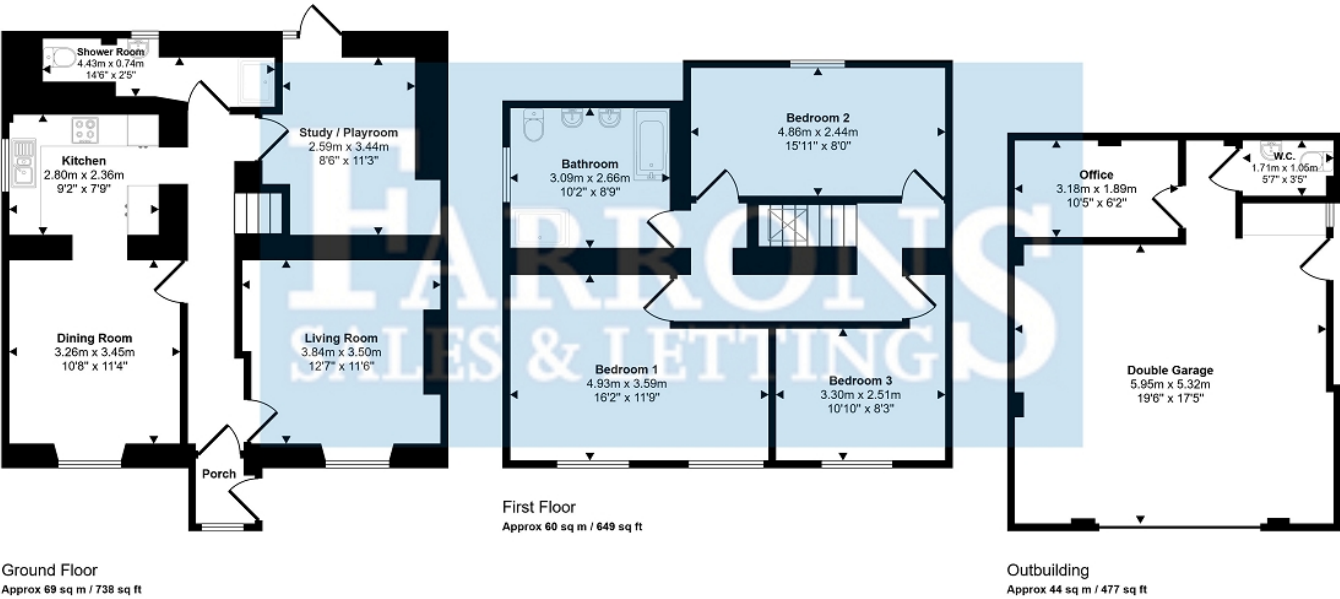 Shower Room
4.43m x 0.74m
14'6" x 2'5"
Study / Playroom
2.59m x 3.44m
8'6" x 11'3"
Kitchen
2.80m x 2.36m
9'2" x 7'9"
Dining Room
3.26m x 3.45m
10'8" x 11'4"
Living Room
3.84m x 3.50m
12'7" x 11'6"
Porch
Ground Floor
Approx 69 sq m / 738 sq ft
Bedroom 2
4.86m x 2.44m
15'11" x 8'0"
Bathroom
3.09m x 2.66m
10'2" x 8'9"
Bedroom 1
4.93m x 3.59m
16'2" x 11'9"
Bedroom 3
3.30m x 2.51m
10'10" x 8'3"
First Floor
Approx 60 sq m / 649 sq ft
Office
3.18m x 1.89m
10'5" x 6'2"
W.C.
1.71m x 1.05m
5'7" x 3'5"
Double Garage
5.95m x 5.32m
19'6" x 17'5"
Outbuilding
Approx 44 sq m / 477 sq ft
FARRONS
SALES & LETTINGS